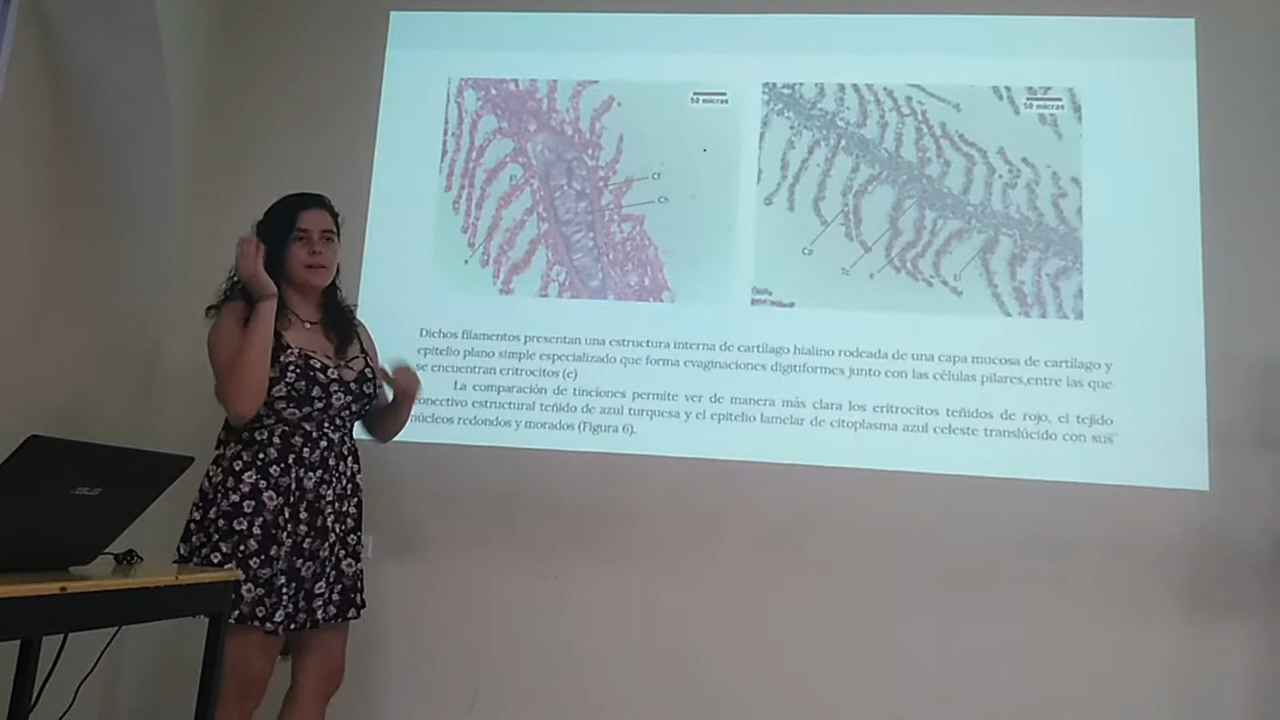 50 micras
50 micras
Cf
Ch
El
e
Cp
Tc
e
El
Dichos filamentos presentan una estructura interna de cartílago hialino rodeada de una capa mucosa de cartílago y
epitelio plano simple especializado que forma evaginaciones digitiformes junto con las células pilares,entre las que
se encuentran eritrocitos (e)
La comparación de tinciones permite ver de manera más clara los eritrocitos teñidos de rojo, el tejido
conectivo estructural teñido de azul turquesa y el epitelio lamelar de citoplasma azul celeste translúcido con sus
núcleos redondos y morados (Figura 6).
ASUS